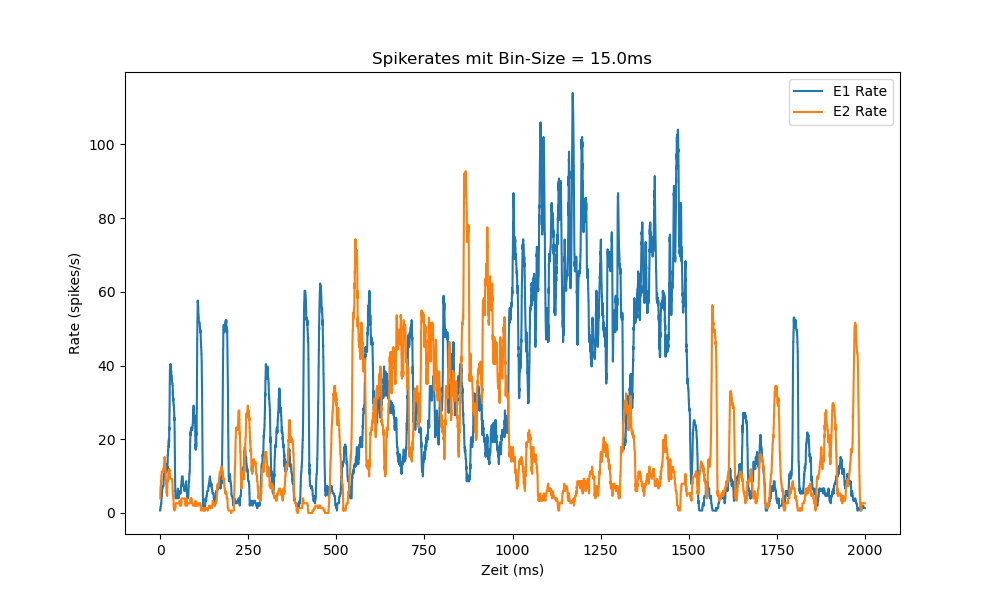 Spikerates mit Bin-Size = 15.0ms
E1 Rate
E2 Rate
Rate (spikes/s)
100
80
60
40
20
0
0 250 500 750 1000 1250 1500 1750 2000
Zeit (ms)